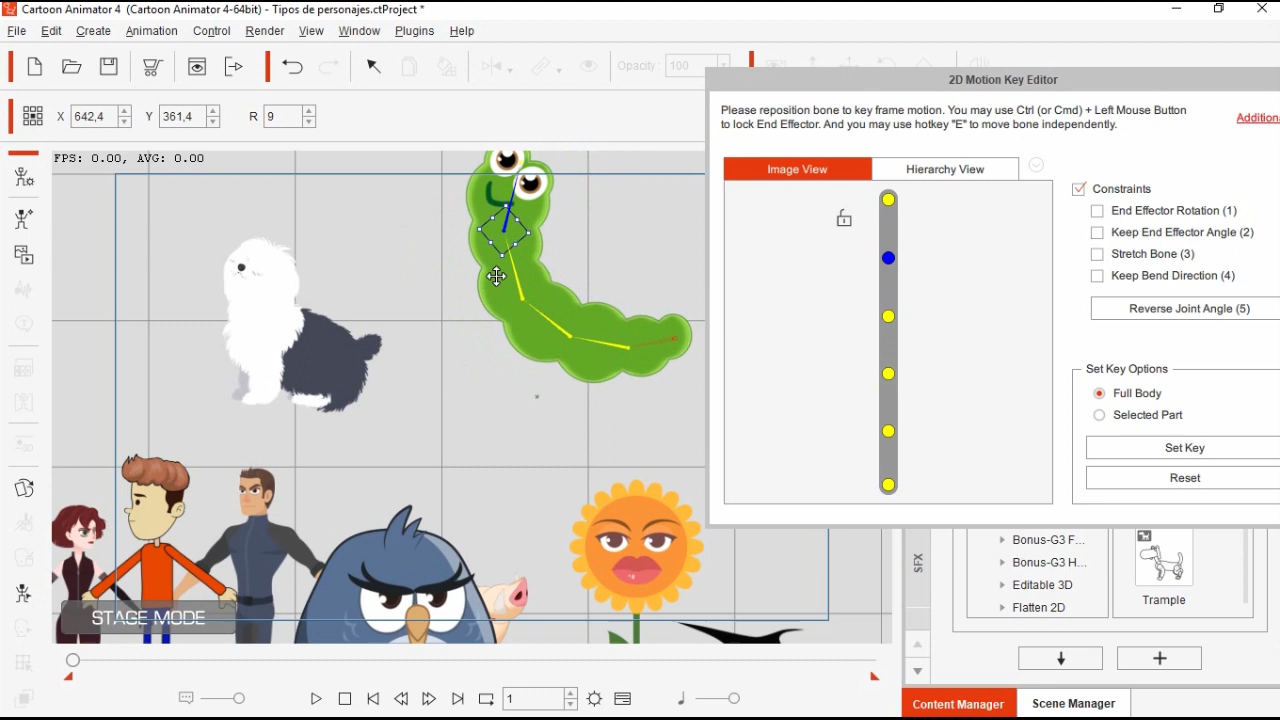 Cartoon Animator 4 (Cartoon Animator 4-64bit) - Tipos de personajes.ctProject *
File Edit Create Animation Control Render View Window Plugins Help
Opacity : 100
X 642,4 Y 361,4 R 9
FPS: 0.00, AVG: 0.00
2D Motion Key Editor
Please reposition bone to key frame motion. You may use Ctrl (or Cmd) + Left Mouse Button
to lock End Effector. And you may use hotkey "E" to move bone independently.
Additiona
Image View Hierarchy View
Constraints
End Effector Rotation (1)
Keep End Effector Angle (2)
Stretch Bone (3)
Keep Bend Direction (4)
Reverse Joint Angle (5)
Set Key Options
Full Body
Selected Part
Set Key
Reset
SFX
Bonus-G3 F...
Bonus-G3 H...
Editable 3D
Flatten 2D
Trample
STAGE MODE
1
Content Manager Scene Manager